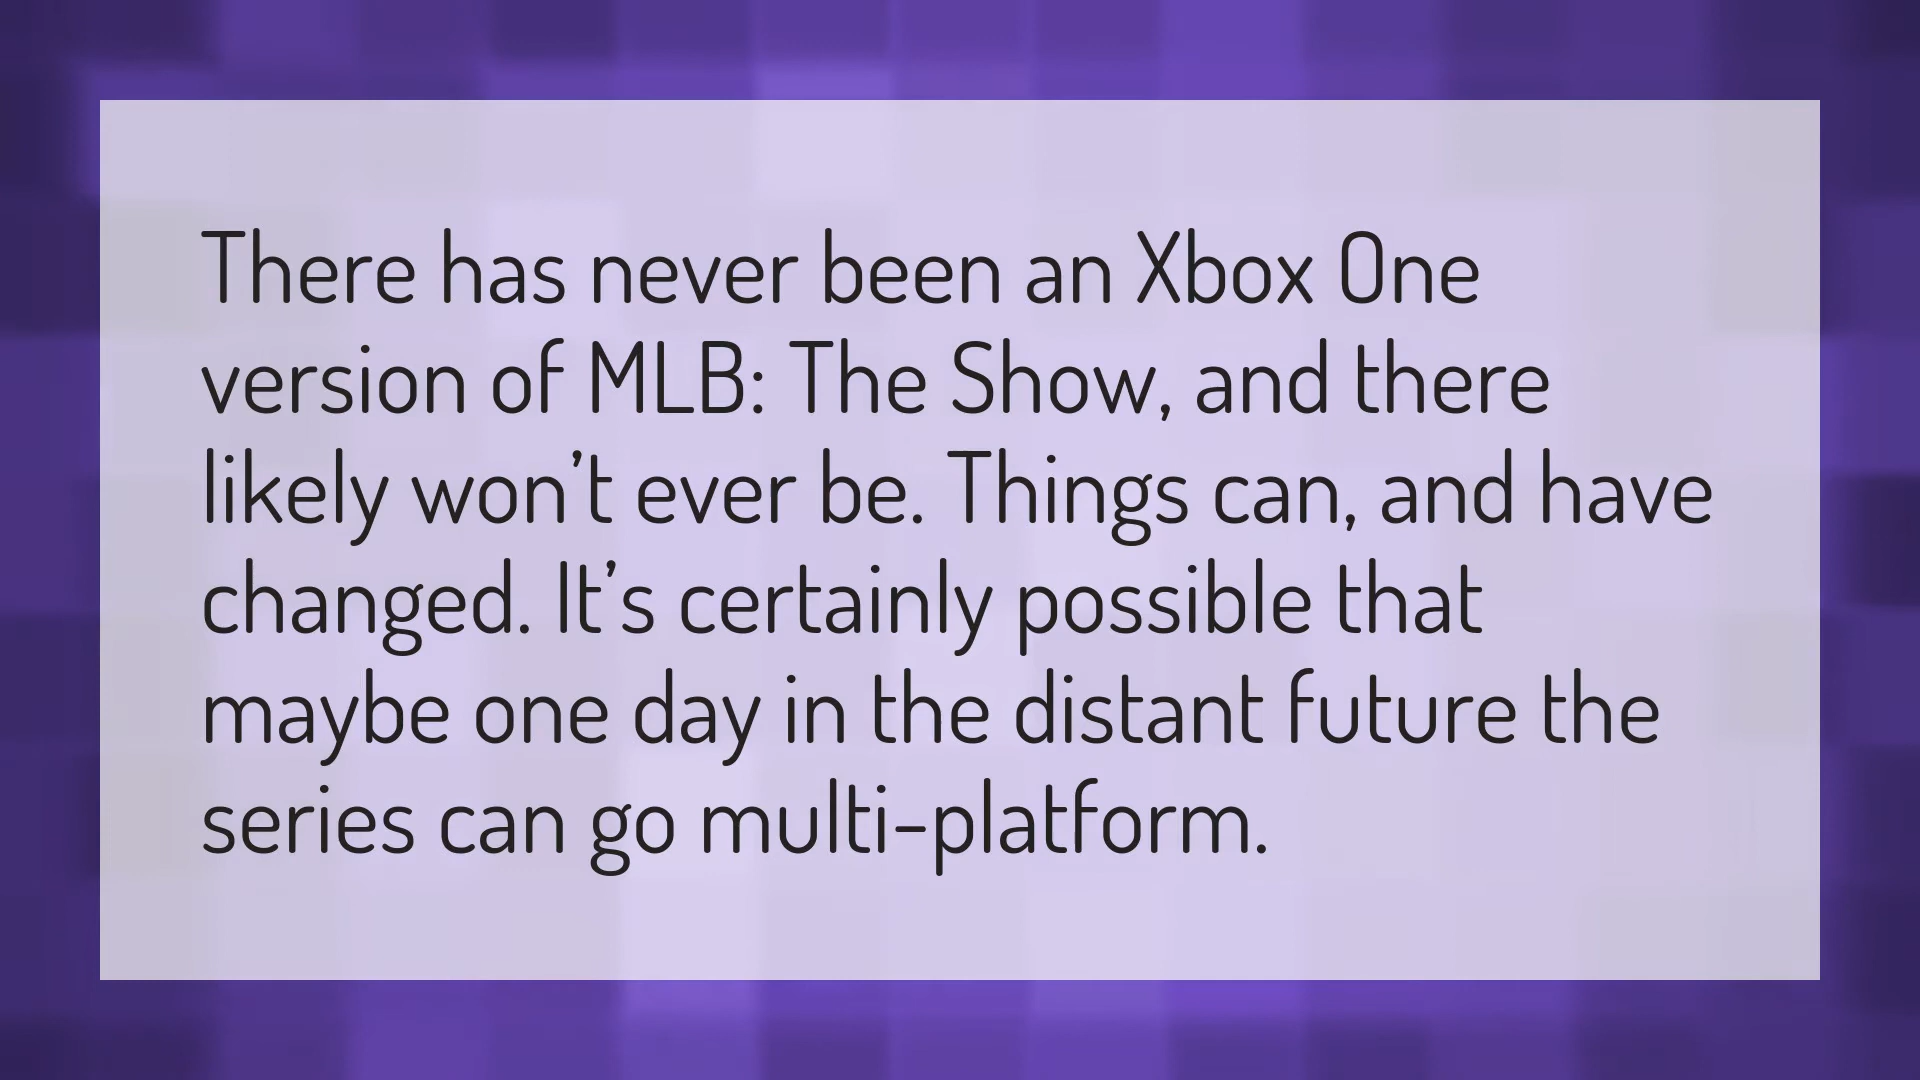 There has never been an Xbox One
version of MLB: The Show, and there
likely won’t ever be. Things can, and have
changed. It’s certainly possible that
maybe one day in the distant future the
series can go multi-platform.